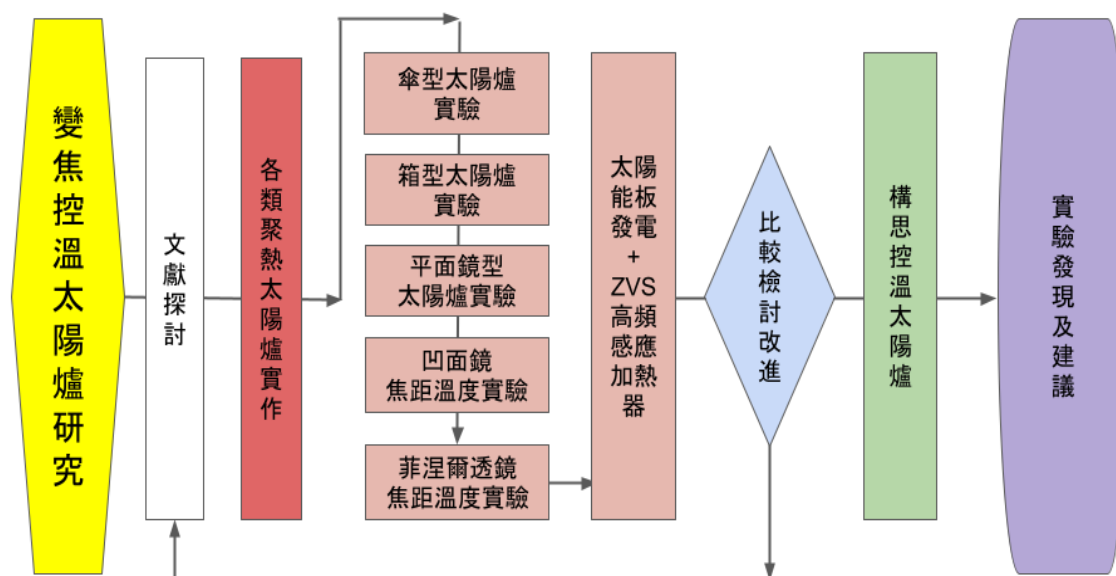 變焦控溫太陽爐研究
文獻探討
各類聚熱太陽爐實作
傘型太陽爐
實驗
箱型太陽爐
實驗
平面鏡型
太陽爐實驗
凹面鏡
焦距溫度實驗
菲涅爾透鏡
焦距溫度實驗
太陽
能板
發電
+
ZVS
高頻
感應
加熱
器
比較檢討改進
構思控溫太陽爐
實驗發現及建議